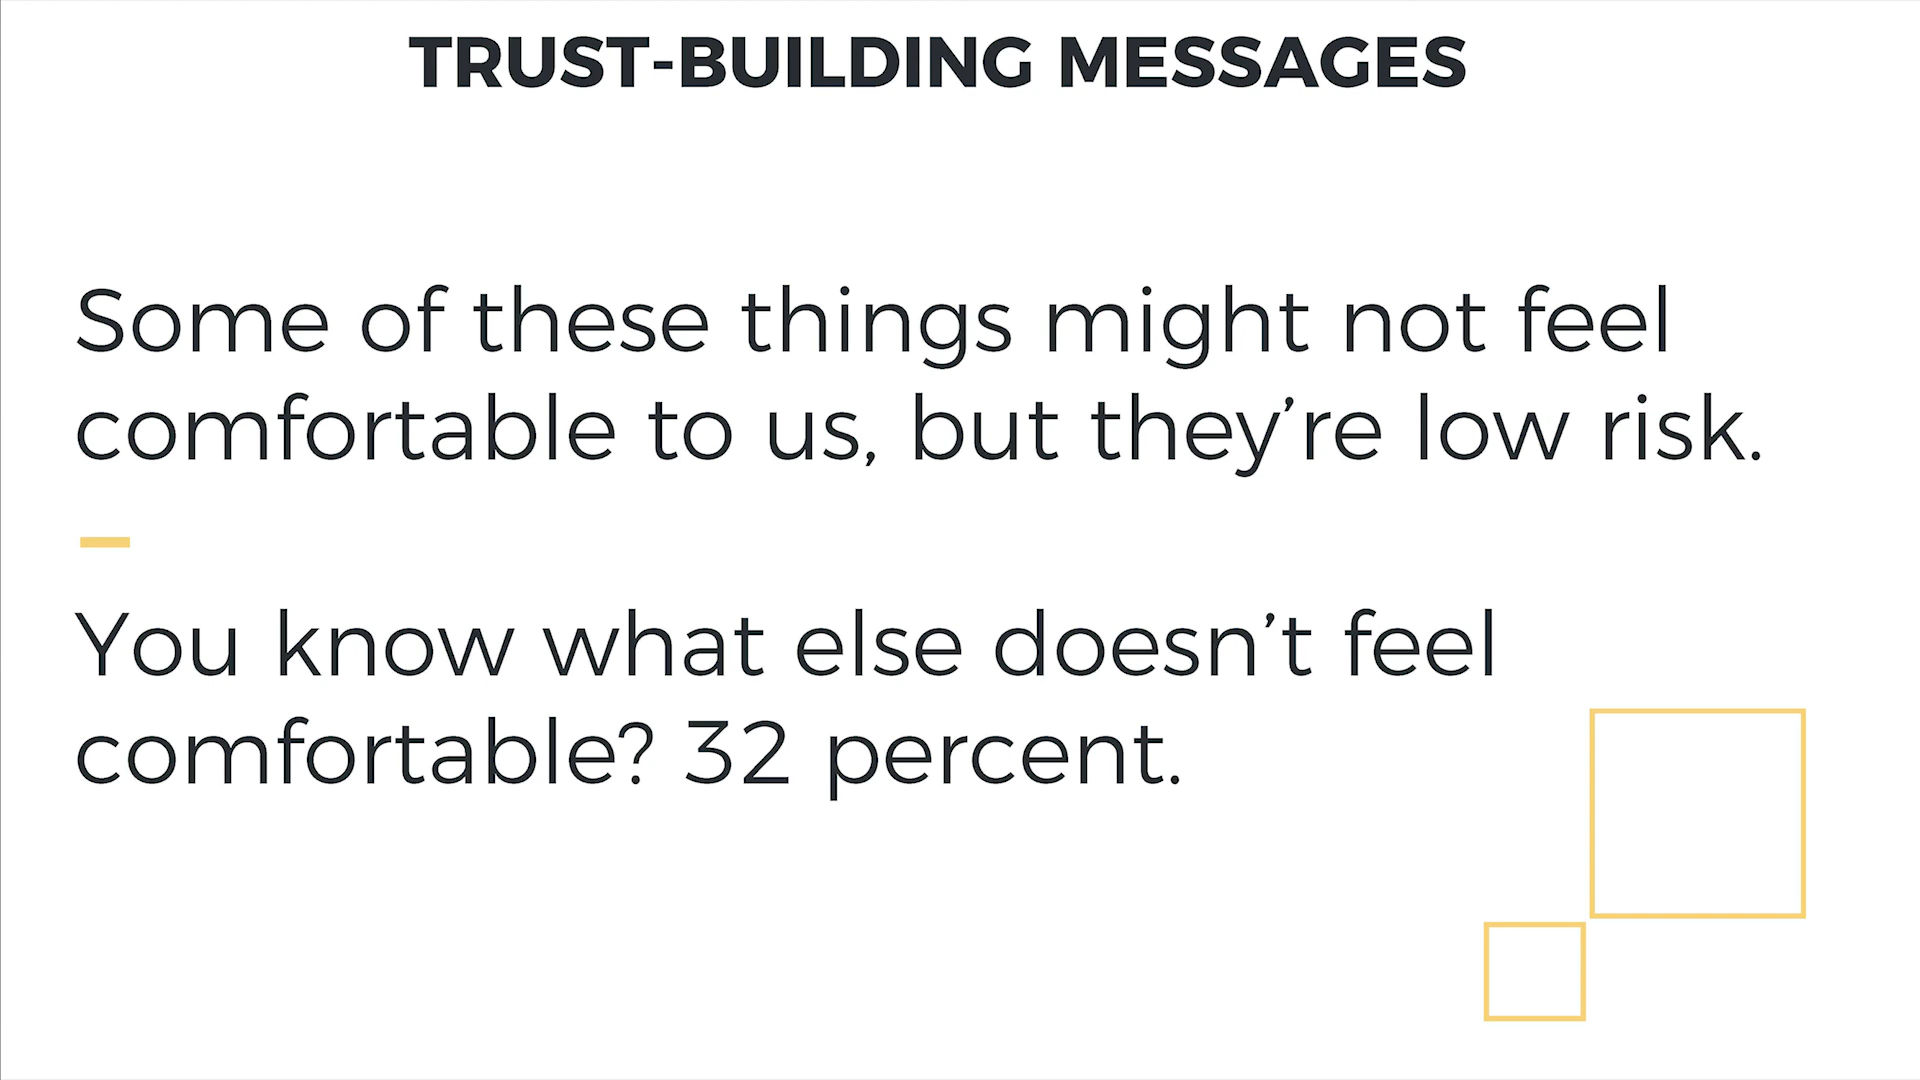 TRUST-BUILDING MESSAGES
Some of these things might not feel
comfortable to us, but they’re low risk.
You know what else doesn’t feel
comfortable? 32 percent.